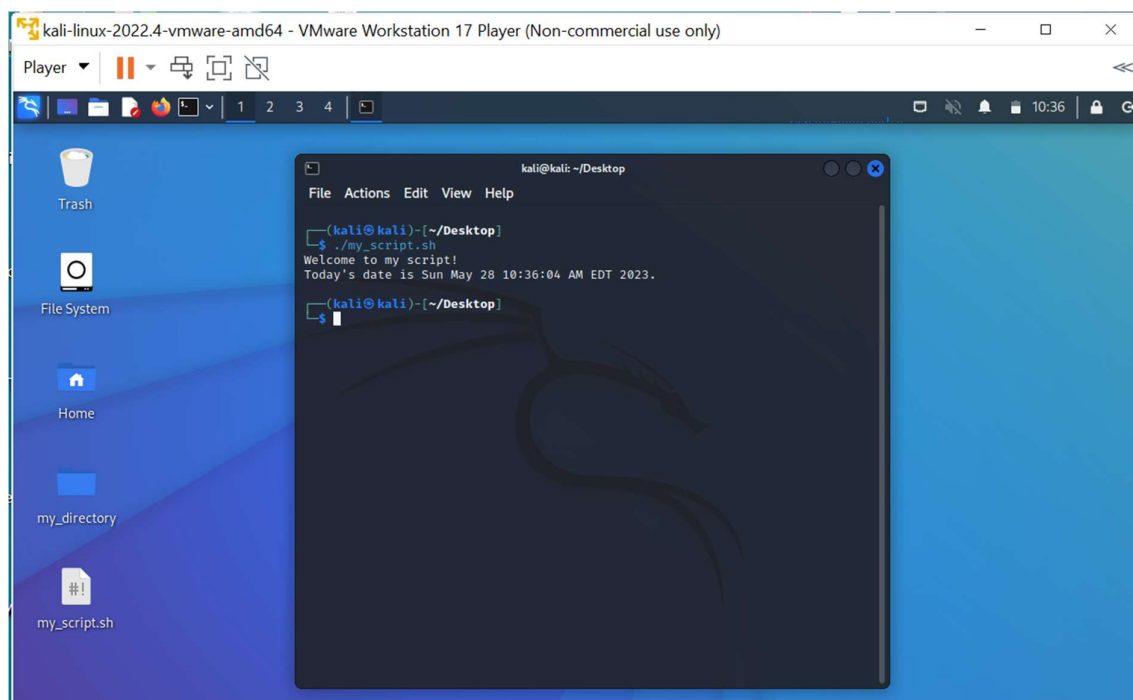 kali-linux-2022.4-vmware-amd64 - VMware Workstation 17 Player (Non-commercial use only)
Player
1 2 3 4
10:36
Trash
File System
Home
my_directory
#!
my_script.sh
kali@kali: ~/Desktop
File Actions Edit View Help
┌──(kali㉿kali)-[~/Desktop]
└─$ ./my_script.sh
Welcome to my script!
Today's date is Sun May 28 10:36:04 AM EDT 2023.
┌──(kali㉿kali)-[~/Desktop]
└─$